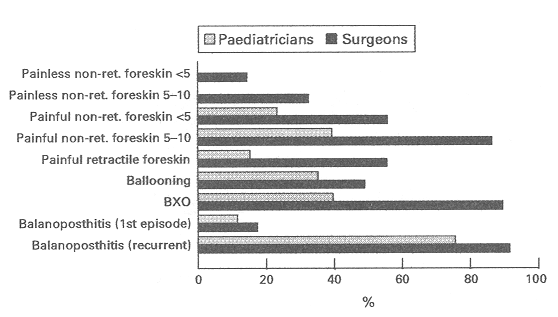 Paediatricians Surgeons
Painless non-ret. foreskin <5
Painless non-ret. foreskin 5–10
Painful non-ret. foreskin <5
Painful non-ret. foreskin 5–10
Painful retractile foreskin
Ballooning
BXO
Balanoposthitis (1st episode)
Balanoposthitis (recurrent)
0 20 40 60 80 100
%